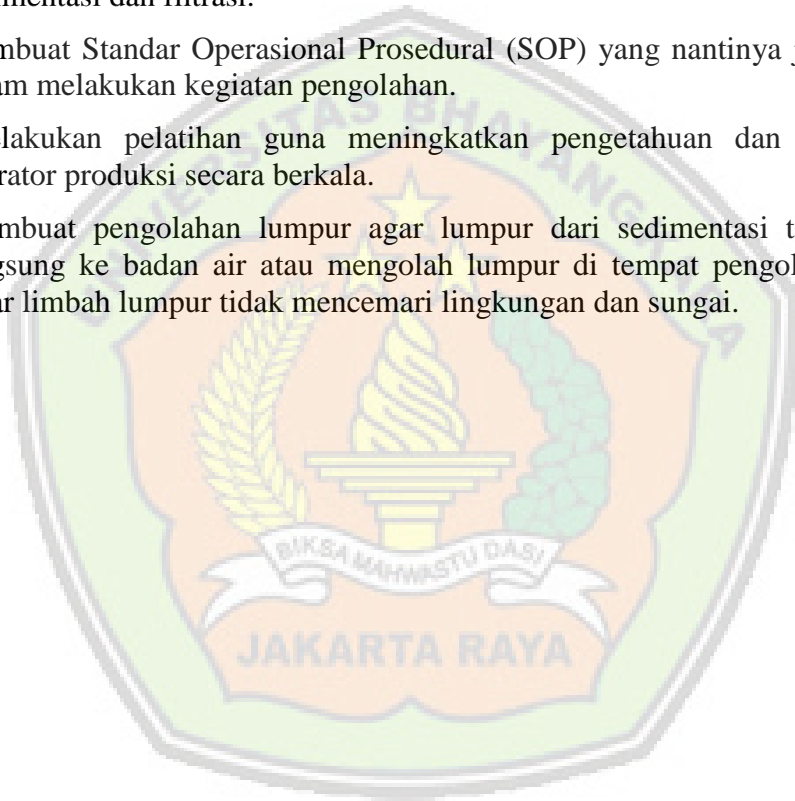 mentasi dan filtrasi.
mbuat Standar Operasional Prosedural (SOP) yang nantinya j
am melakukan kegiatan pengolahan.
elakukan pelatihan guna meningkatkan pengetahuan dan
rator produksi secara berkala.
mbuat pengolahan lumpur agar lumpur dari sedimentasi t
gsung ke badan air atau mengolah lumpur di tempat pengol
ar limbah lumpur tidak mencemari lingkungan dan sungai.
UNIVERSITAS BHAYANGKARA
BIKSA MAHWASTU DASI
JAKARTA RAYA